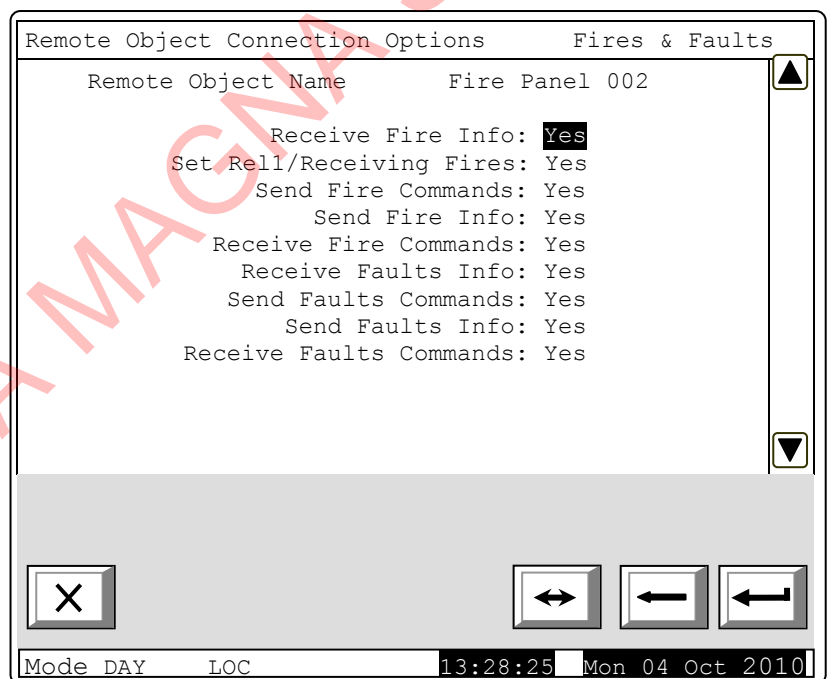 Remote Object Connection Options Fires & Faults
Remote Object Name Fire Panel 002
Receive Fire Info: Yes
Set Rel1/Receiving Fires: Yes
Send Fire Commands: Yes
Send Fire Info: Yes
Receive Fire Commands: Yes
Receive Faults Info: Yes
Send Faults Commands: Yes
Send Faults Info: Yes
Receive Faults Commands: Yes
Mode DAY LOC 13:28:25 Mon 04 Oct 2010
A MAGNA